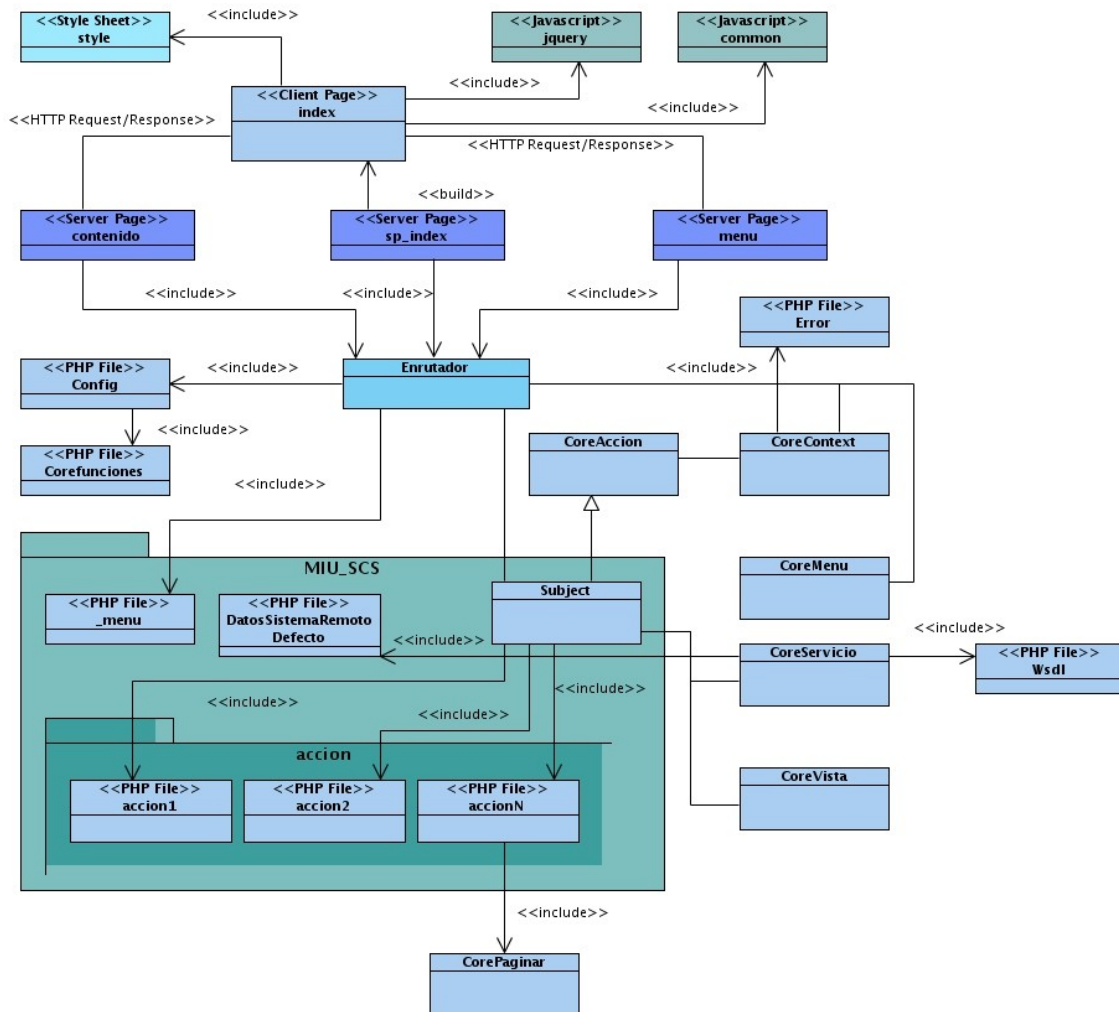 <<Style Sheet>>
style
<<include>>
<<Javascript>>
jquery
<<Javascript>>
common
<<include>>
<<include>>
<<Client Page>>
index
<<HTTP Request/Response>>
<<HTTP Request/Response>>
<<build>>
<<Server Page>>
contenido
<<Server Page>>
sp_index
<<Server Page>>
menu
<<include>>
<<include>>
<<include>>
<<PHP File>>
Error
<<PHP File>>
Config
<<include>>
Enrutador
<<include>>
<<PHP File>>
Corefunciones
CoreAccion
CoreContext
<<include>>
MIU_SCS
CoreMenu
<<PHP File>>
_menu
<<PHP File>>
DatosSistemaRemoto
Defecto
Subject
<<include>>
CoreServicio
<<include>>
<<PHP File>>
Wsdl
<<include>>
<<include>>
<<include>>
accion
<<PHP File>>
accion1
<<PHP File>>
accion2
<<PHP File>>
accionN
CoreVista
<<include>>
CorePaginar